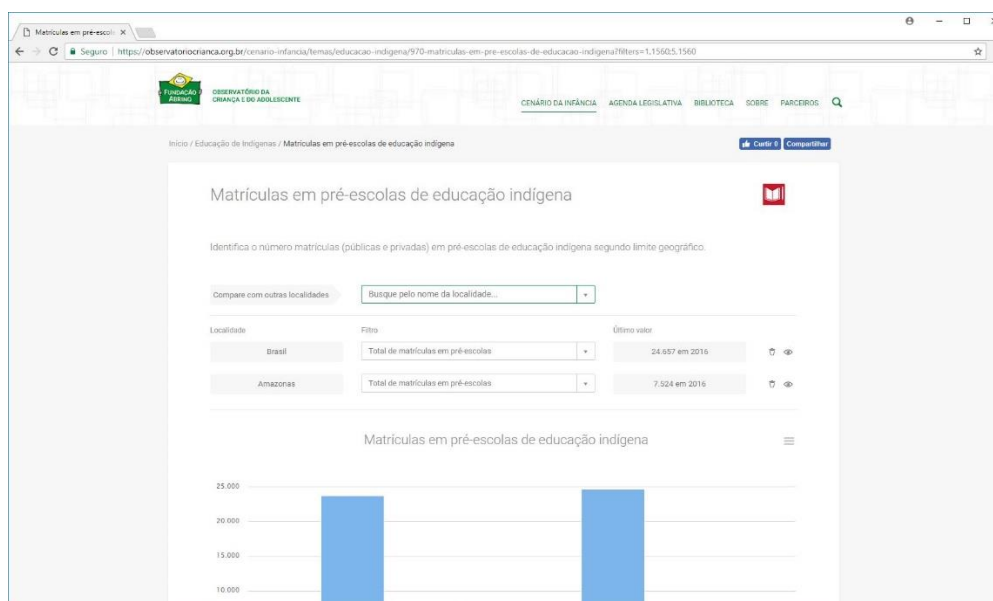 Matrículas em pré-escol
Seguro | https://observatoriocrianca.org.br/cenario-infancia/temas/educacao-indigena/970-matriculas-em-pre-escolas-de-educacao-indigena?filters=1,1560;5,1560
FUNDAÇÃO ABRINQ
OBSERVATÓRIO DA
CRIANÇA E DO ADOLESCENTE
CENÁRIO DA INFÂNCIA AGENDA LEGISLATIVA BIBLIOTECA SOBRE PARCEIROS
Início / Educação de Indígenas / Matrículas em pré-escolas de educação indígena
Curtir 0 Compartilhar
Matrículas em pré-escolas de educação indígena
Identifica o número matrículas (públicas e privadas) em pré-escolas de educação indígena segundo limite geográfico.
Compare com outras localidades Busque pelo nome da localidade...
Localidade Filtro Último valor
Brasil Total de matrículas em pré-escolas 24.657 em 2016
Amazonas Total de matrículas em pré-escolas 7.524 em 2016
Matrículas em pré-escolas de educação indígena
25.000
20.000
15.000
10.000